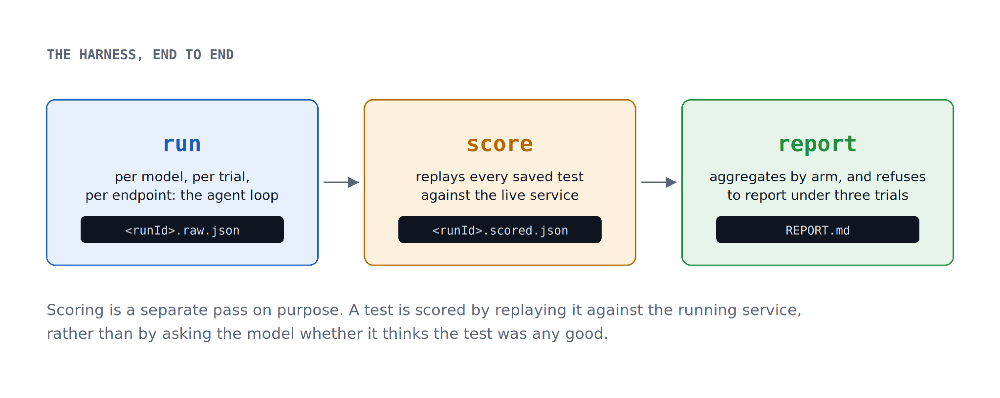 THE HARNESS, END TO END
run
per model, per trial,
per endpoint: the agent loop
<runId>.raw.json
score
replays every saved test
against the live service
<runId>.scored.json
report
aggregates by arm, and refuses
to report under three trials
REPORT.md
Scoring is a separate pass on purpose. A test is scored by replaying it against the running service,
rather than by asking the model whether it thinks the test was any good.